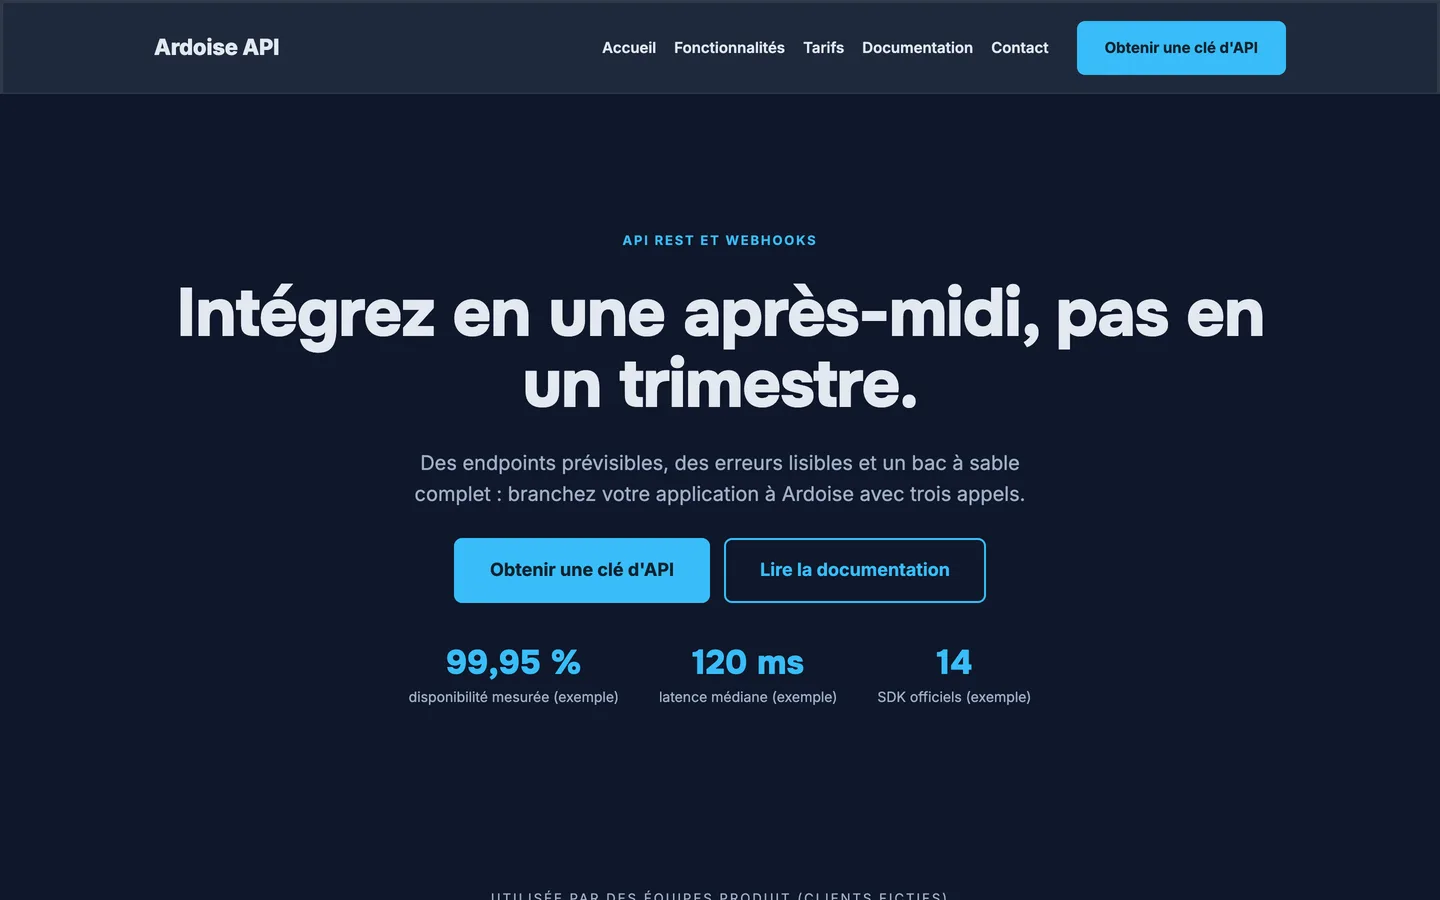 Ardoise API
Accueil Fonctionnalités Tarifs Documentation Contact Obtenir une clé d'API
API REST ET WEBHOOKS
Intégrez en une après-midi, pas en
un trimestre.
Des endpoints prévisibles, des erreurs lisibles et un bac à sable
complet : branchez votre application à Ardoise avec trois appels.
Obtenir une clé d'API Lire la documentation
99,95 % 120 ms 14
disponibilité mesurée (exemple) latence médiane (exemple) SDK officiels (exemple)
UTILISÉE PAR DES ÉQUIPES PRODUIT (CLIENTS FICTIFS)